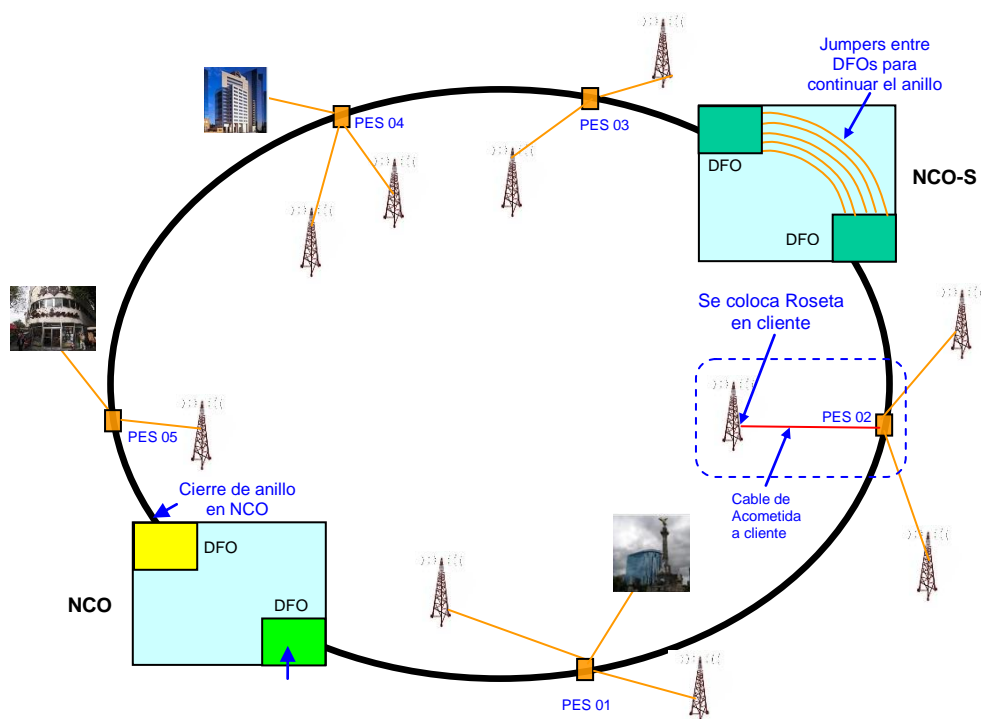 Jumpers entre
DFOs para
continuar el anillo
PES 04
PES 03
DFO
NCO-S
DFO
Se coloca Roseta
en cliente
PES 02
PES 05
Cable de
Acometida
a cliente
Cierre de anillo
en NCO
DFO
NCO
DFO
PES 01